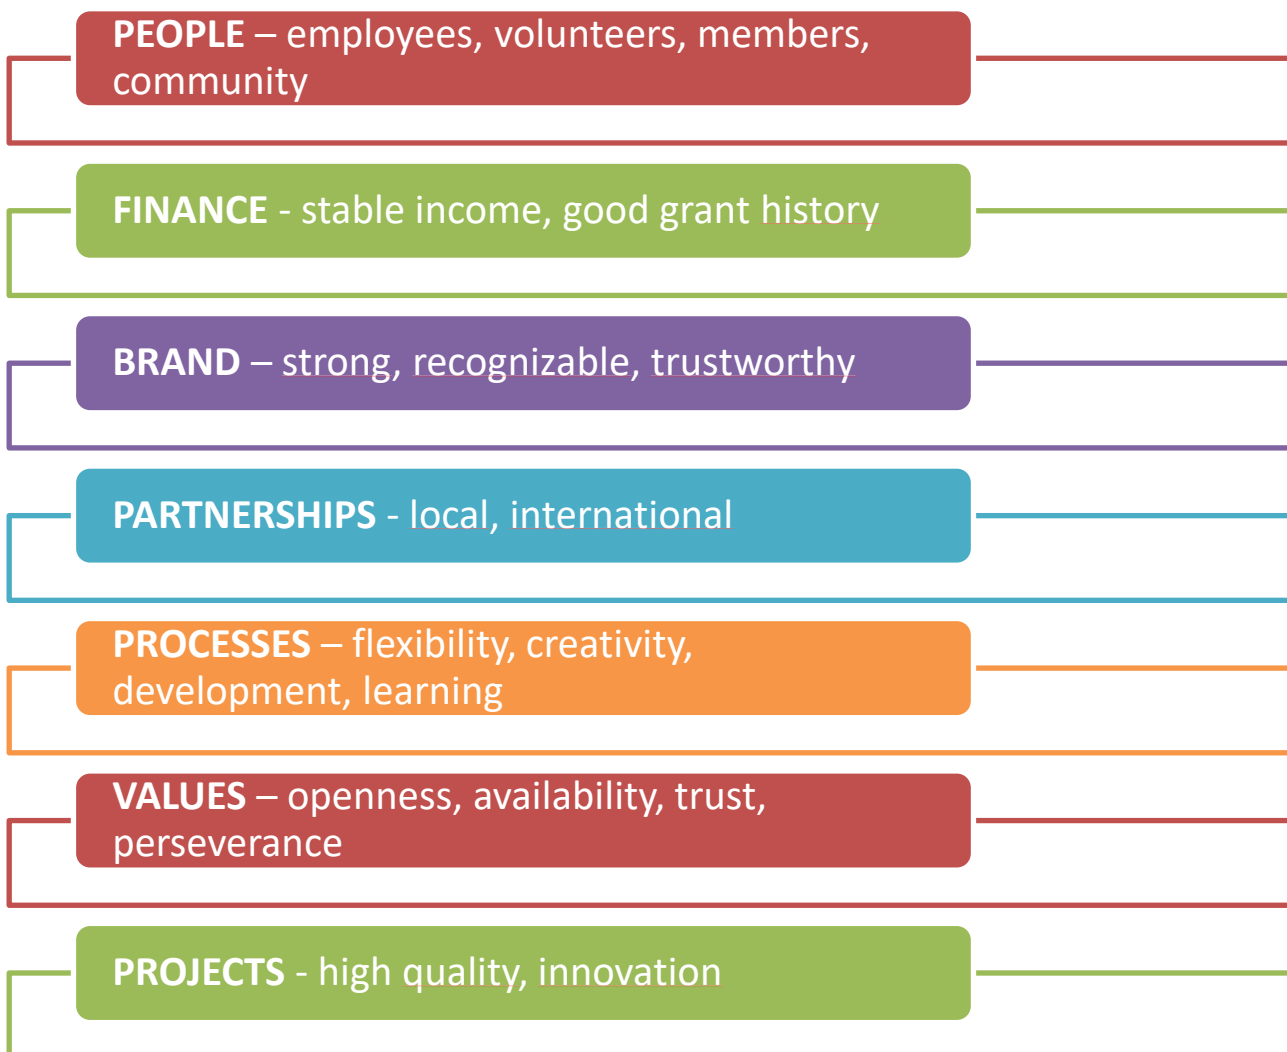 PEOPLE – employees, volunteers, members,
community
FINANCE - stable income, good grant history
BRAND – strong, recognizable, trustworthy
PARTNERSHIPS - local, international
PROCESSES – flexibility, creativity,
development, learning
VALUES – openness, availability, trust,
perseverance
PROJECTS - high quality, innovation